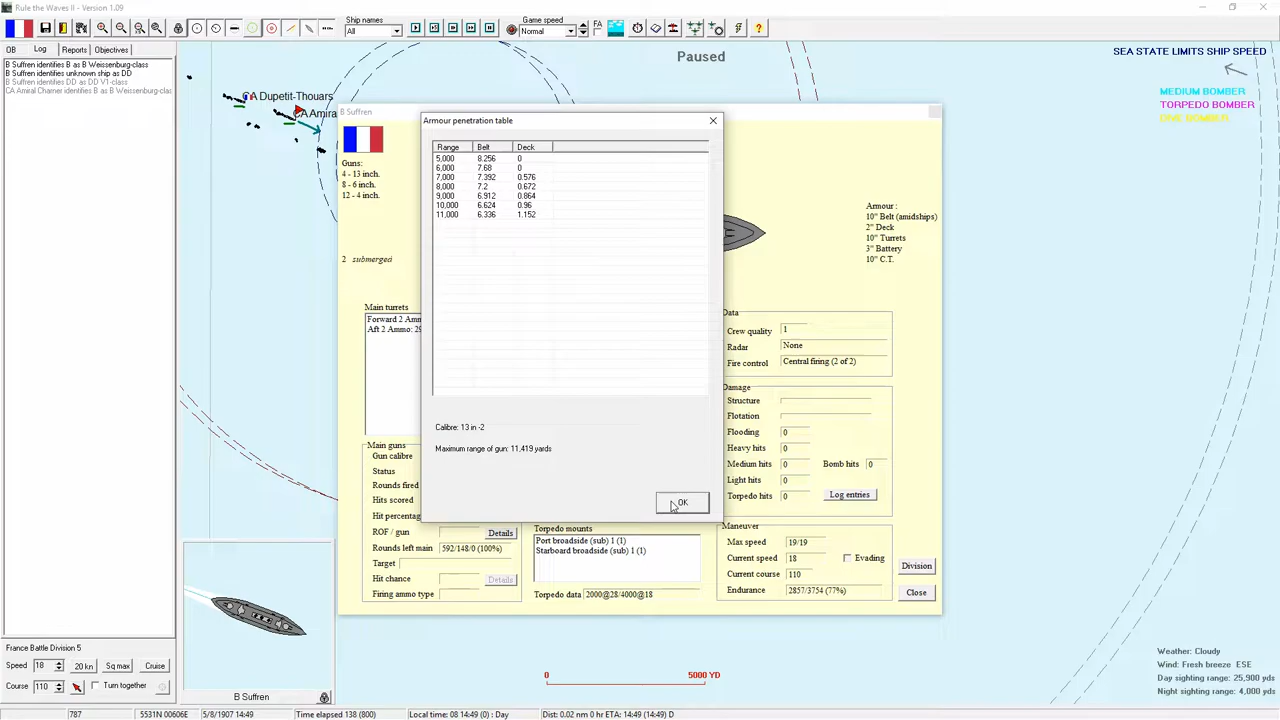 Rule the Waves II - Version 1.09
Ship names
All
Game speed
Normal
FA
OB Log Reports Objectives
B Suffren identifies B as B Weissenburg-class
B Suffren identifies unknown ship as DD
B Suffren identifies DD as DD V1-class
CA Amiral Charner identifies B as B Weissenburg-clas
Paused
SEA STATE LIMITS SHIP SPEED
MEDIUM BOMBER
TORPEDO BOMBER
DIVE BOMBER
CA Dupetit-Thouars
CA Amira
B Suffren
Guns:
4 - 13 inch.
8 - 6 inch.
12 - 4 inch.
2 submerged
Armour penetration table
Range Belt Deck
5,000 8.256 0
6,000 7.68 0
7,000 7.392 0.576
8,000 7.2 0.672
9,000 6.912 0.864
10,000 6.624 0.96
11,000 6.336 1.152
Calibre: 13 in -2
Maximum range of gun: 11.419 yards
OK
Armour :
10" Belt (amidships)
2" Deck
10" Turrets
3" Battery
10" C.T.
Main turrets
Forward 2 Amm
Aft 2 Ammo: 29
Data
Crew quality 1
Radar None
Fire control Central firing (2 of 2)
Damage
Structure
Flotation
Flooding 0
Heavy hits 0
Medium hits 0 Bomb hits 0
Light hits 0
Torpedo hits 0 Log entries
Main guns
Gun calibre
Status
Rounds fired
Hits scored
Hit percentag
ROF / gun Details
Rounds left main 592/148/0 (100%)
Target
Hit chance Details
Firing ammo type
Torpedo mounts
Port broadside (sub) 1 (1)
Starboard broadside (sub) 1 (1)
Torpedo data 2000@28/4000@18
Maneuver
Max speed 19/19
Current speed 18 Evading
Current course 110
Endurance 2857/3754 (77%)
Division
Close
France Battle Division 5
Speed 18 20 kn Sq max Cruise
Course 110 Turn together
B Suffren
0 5000 YD
Weather: Cloudy
Wind: Fresh breeze ESE
Day sighting range: 25,900 yds
Night sighting range: 4,000 yds
787 5531N 00606E 5/8/1907 14:49 Time elapsed 138 (800) Local time: 08 14:49 (0) : Day Dist: 0.02 nm 0 hr ETA: 14:49 (14:49) D